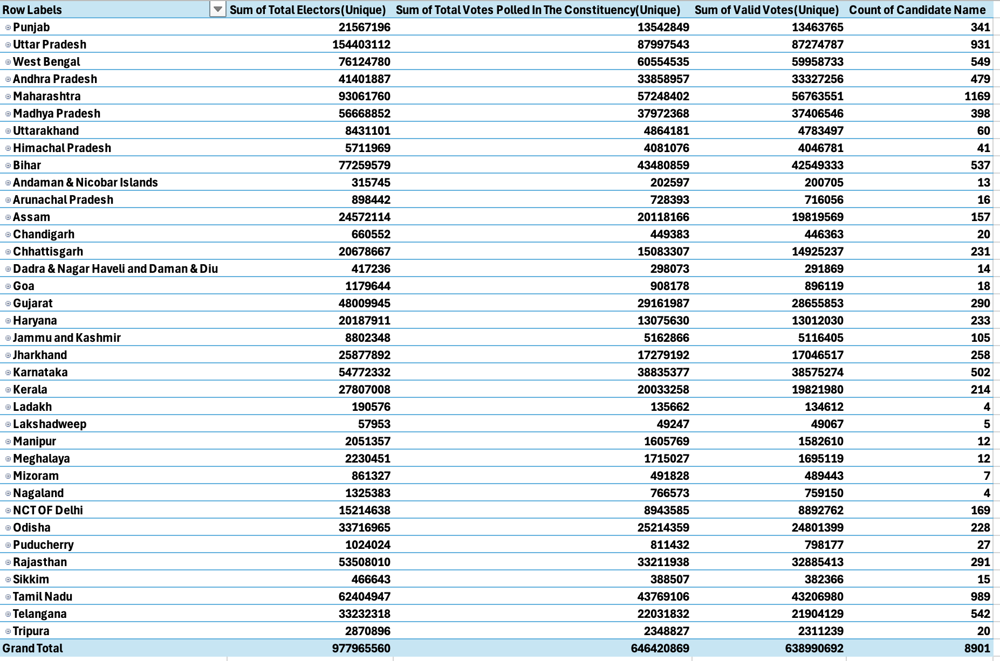 Row Labels Sum of Total Electors(Unique) Sum of Total Votes Polled In The Constituency(Unique) Sum of Valid Votes(Unique) Count of Candidate Name
Punjab 21567196 13542849 13463765 341
Uttar Pradesh 154403112 87997543 87274787 931
West Bengal 76124780 60554535 59958733 549
Andhra Pradesh 41401887 33858957 33327256 479
Maharashtra 93061760 57248402 56763551 1169
Madhya Pradesh 56668852 37972368 37406546 398
Uttarakhand 8431101 4864181 4783497 60
Himachal Pradesh 5711969 4081076 4046781 41
Bihar 77259579 43480859 42549333 537
Andaman & Nicobar Islands 315745 202597 200705 13
Arunachal Pradesh 898442 728393 716056 16
Assam 24572114 20118166 19819569 157
Chandigarh 660552 449383 446363 20
Chhattisgarh 20678667 15083307 14925237 231
Dadra & Nagar Haveli and Daman & Diu 417236 298073 291869 14
Goa 1179644 908178 896119 18
Gujarat 48009945 29161987 28655853 290
Haryana 20187911 13075630 13012030 233
Jammu and Kashmir 8802348 5162866 5116405 105
Jharkhand 25877892 17279192 17046517 258
Karnataka 54772332 38835377 38575274 502
Kerala 27807008 20033258 19821980 214
Ladakh 190576 135662 134612 4
Lakshadweep 57953 49247 49067 5
Manipur 2051357 1605769 1582610 12
Meghalaya 2230451 1715027 1695119 12
Mizoram 861327 491828 489443 7
Nagaland 1325383 766573 759150 4
NCT OF Delhi 15214638 8943585 8892762 169
Odisha 33716965 25214359 24801399 228
Puducherry 1024024 811432 798177 27
Rajasthan 53508010 33211938 32885413 291
Sikkim 466643 388507 382366 15
Tamil Nadu 62404947 43769106 43206980 989
Telangana 33232318 22031832 21904129 542
Tripura 2870896 2348827 2311239 20
Grand Total 977965560 646420869 638990692 8901